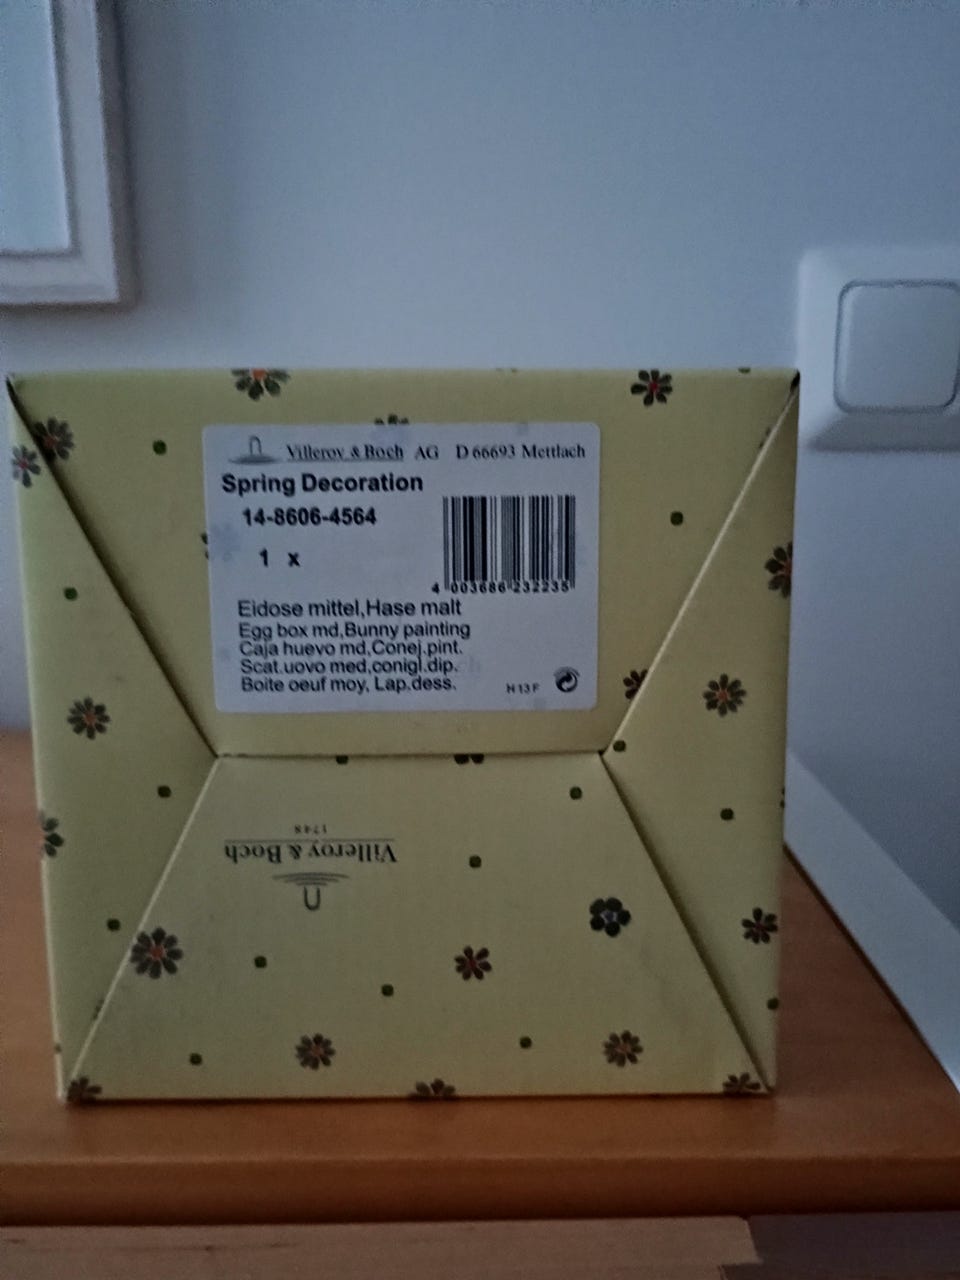 Villeroy & Boch AG D 66693 Mettlach
Spring Decoration
14-8606-4564
1 x
4 003686 232235
Eidose mittel,Hase malt
Egg box md,Bunny painting
Caja huevo md,Conej.pint.
Scat.uovo med,conigl.dip.
Boite oeuf moy, Lap.dess.
H13F
Villeroy & Boch
1748